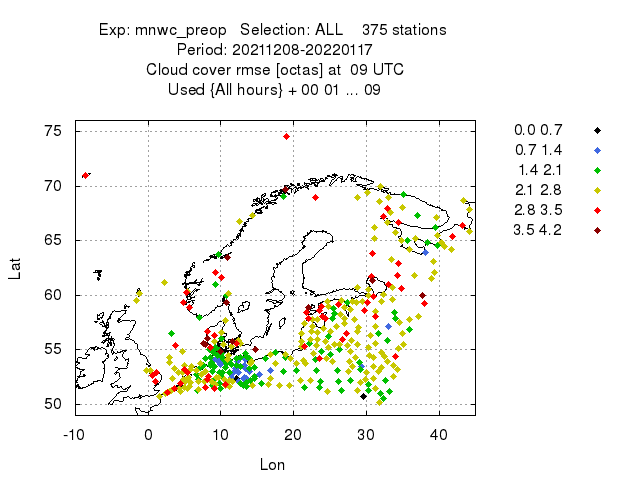 Exp: mnwc_preop   Selection: ALL    375 stations
Period: 20211208-20220117
Cloud cover rmse [octas] at  09 UTC
Used {All hours} + 00 01 ... 09
75
70
65
60
55
50
-10 0 10 20 30 40
Lat
Lon
0.0 0.7
0.7 1.4
1.4 2.1
2.1 2.8
2.8 3.5
3.5 4.2